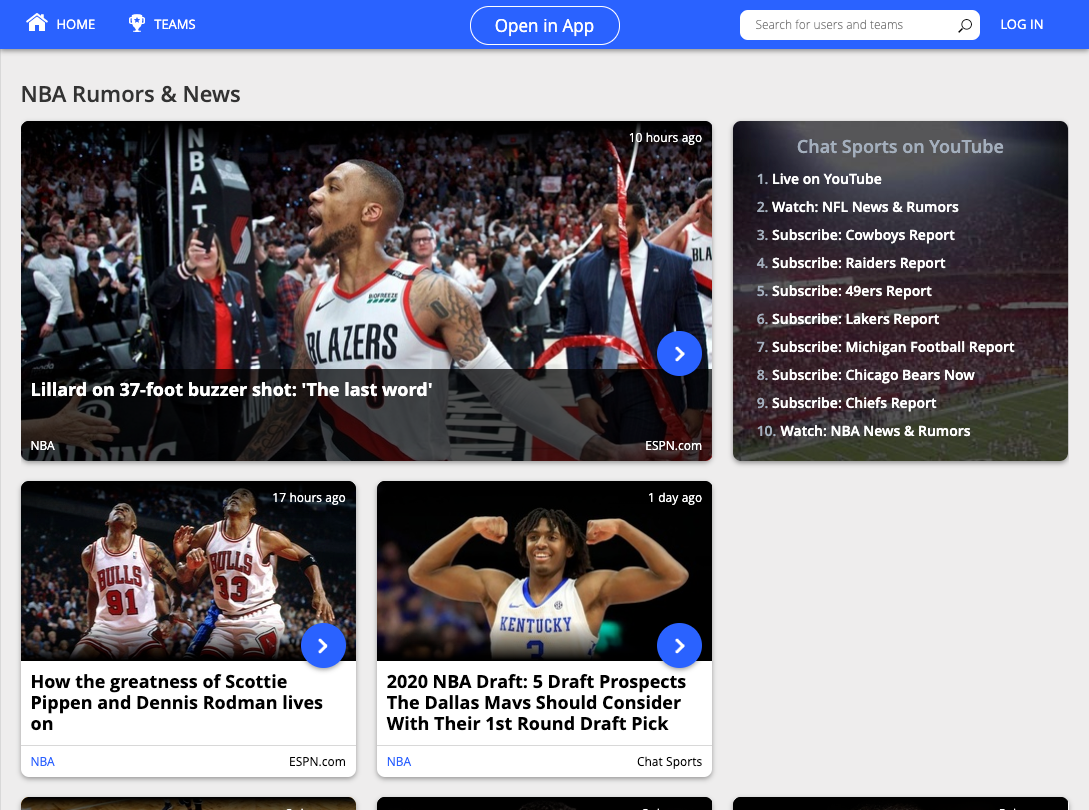 HOME
TEAMS
Open in App
Search for users and teams
LOG IN
NBA Rumors & News
10 hours ago
NBA T
BIOFREEZE
BLAZERS
BLA
Lillard on 37-foot buzzer shot: 'The last word'
NBA
ESPN.com
Chat Sports on YouTube
1. Live on YouTube
2. Watch: NFL News & Rumors
3. Subscribe: Cowboys Report
4. Subscribe: Raiders Report
5. Subscribe: 49ers Report
6. Subscribe: Lakers Report
7. Subscribe: Michigan Football Report
8. Subscribe: Chicago Bears Now
9. Subscribe: Chiefs Report
10. Watch: NBA News & Rumors
17 hours ago
BULLS
91
BULLS
33
How the greatness of Scottie
Pippen and Dennis Rodman lives
on
NBA
ESPN.com
1 day ago
KENTUCKY
2020 NBA Draft: 5 Draft Prospects
The Dallas Mavs Should Consider
With Their 1st Round Draft Pick
NBA
Chat Sports